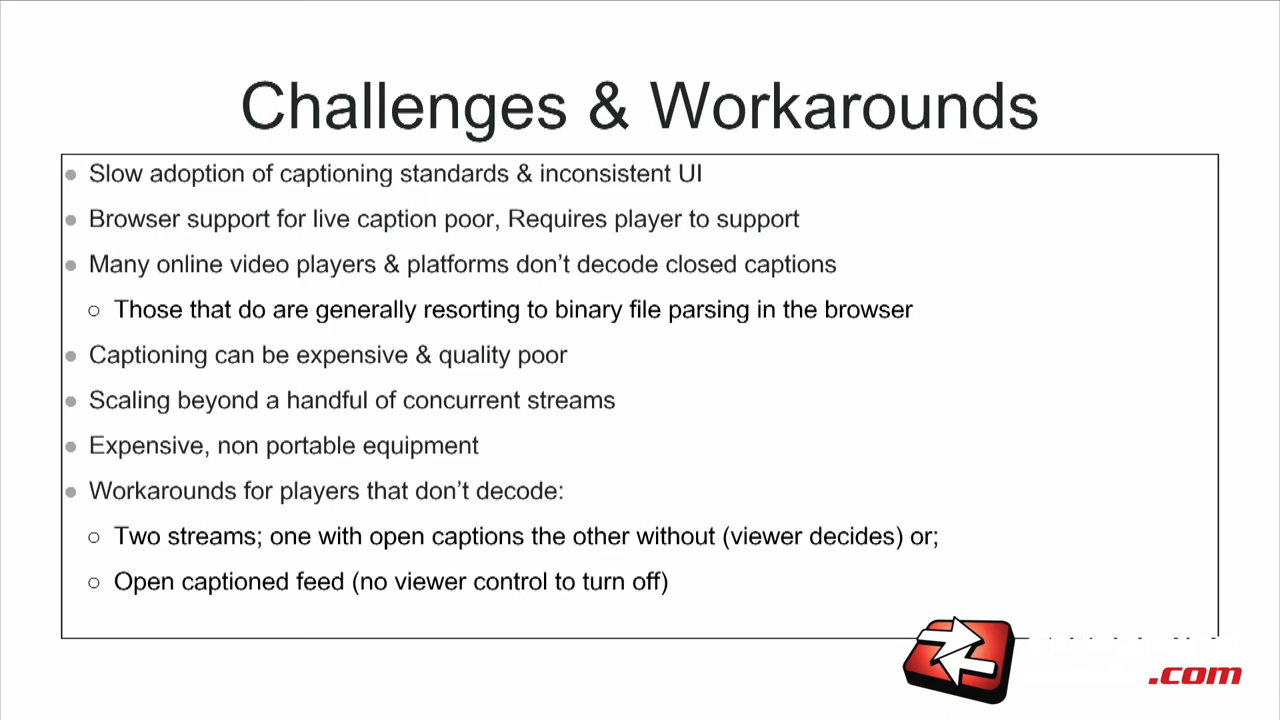 Challenges & Workarounds
Slow adoption of captioning standards & inconsistent UI
Browser support for live caption poor, Requires player to support
Many online video players & platforms don’t decode closed captions
Those that do are generally resorting to binary file parsing in the browser
Captioning can be expensive & quality poor
Scaling beyond a handful of concurrent streams
Expensive, non portable equipment
Workarounds for players that don’t decode:
Two streams; one with open captions the other without (viewer decides) or;
Open captioned feed (no viewer control to turn off)
.com